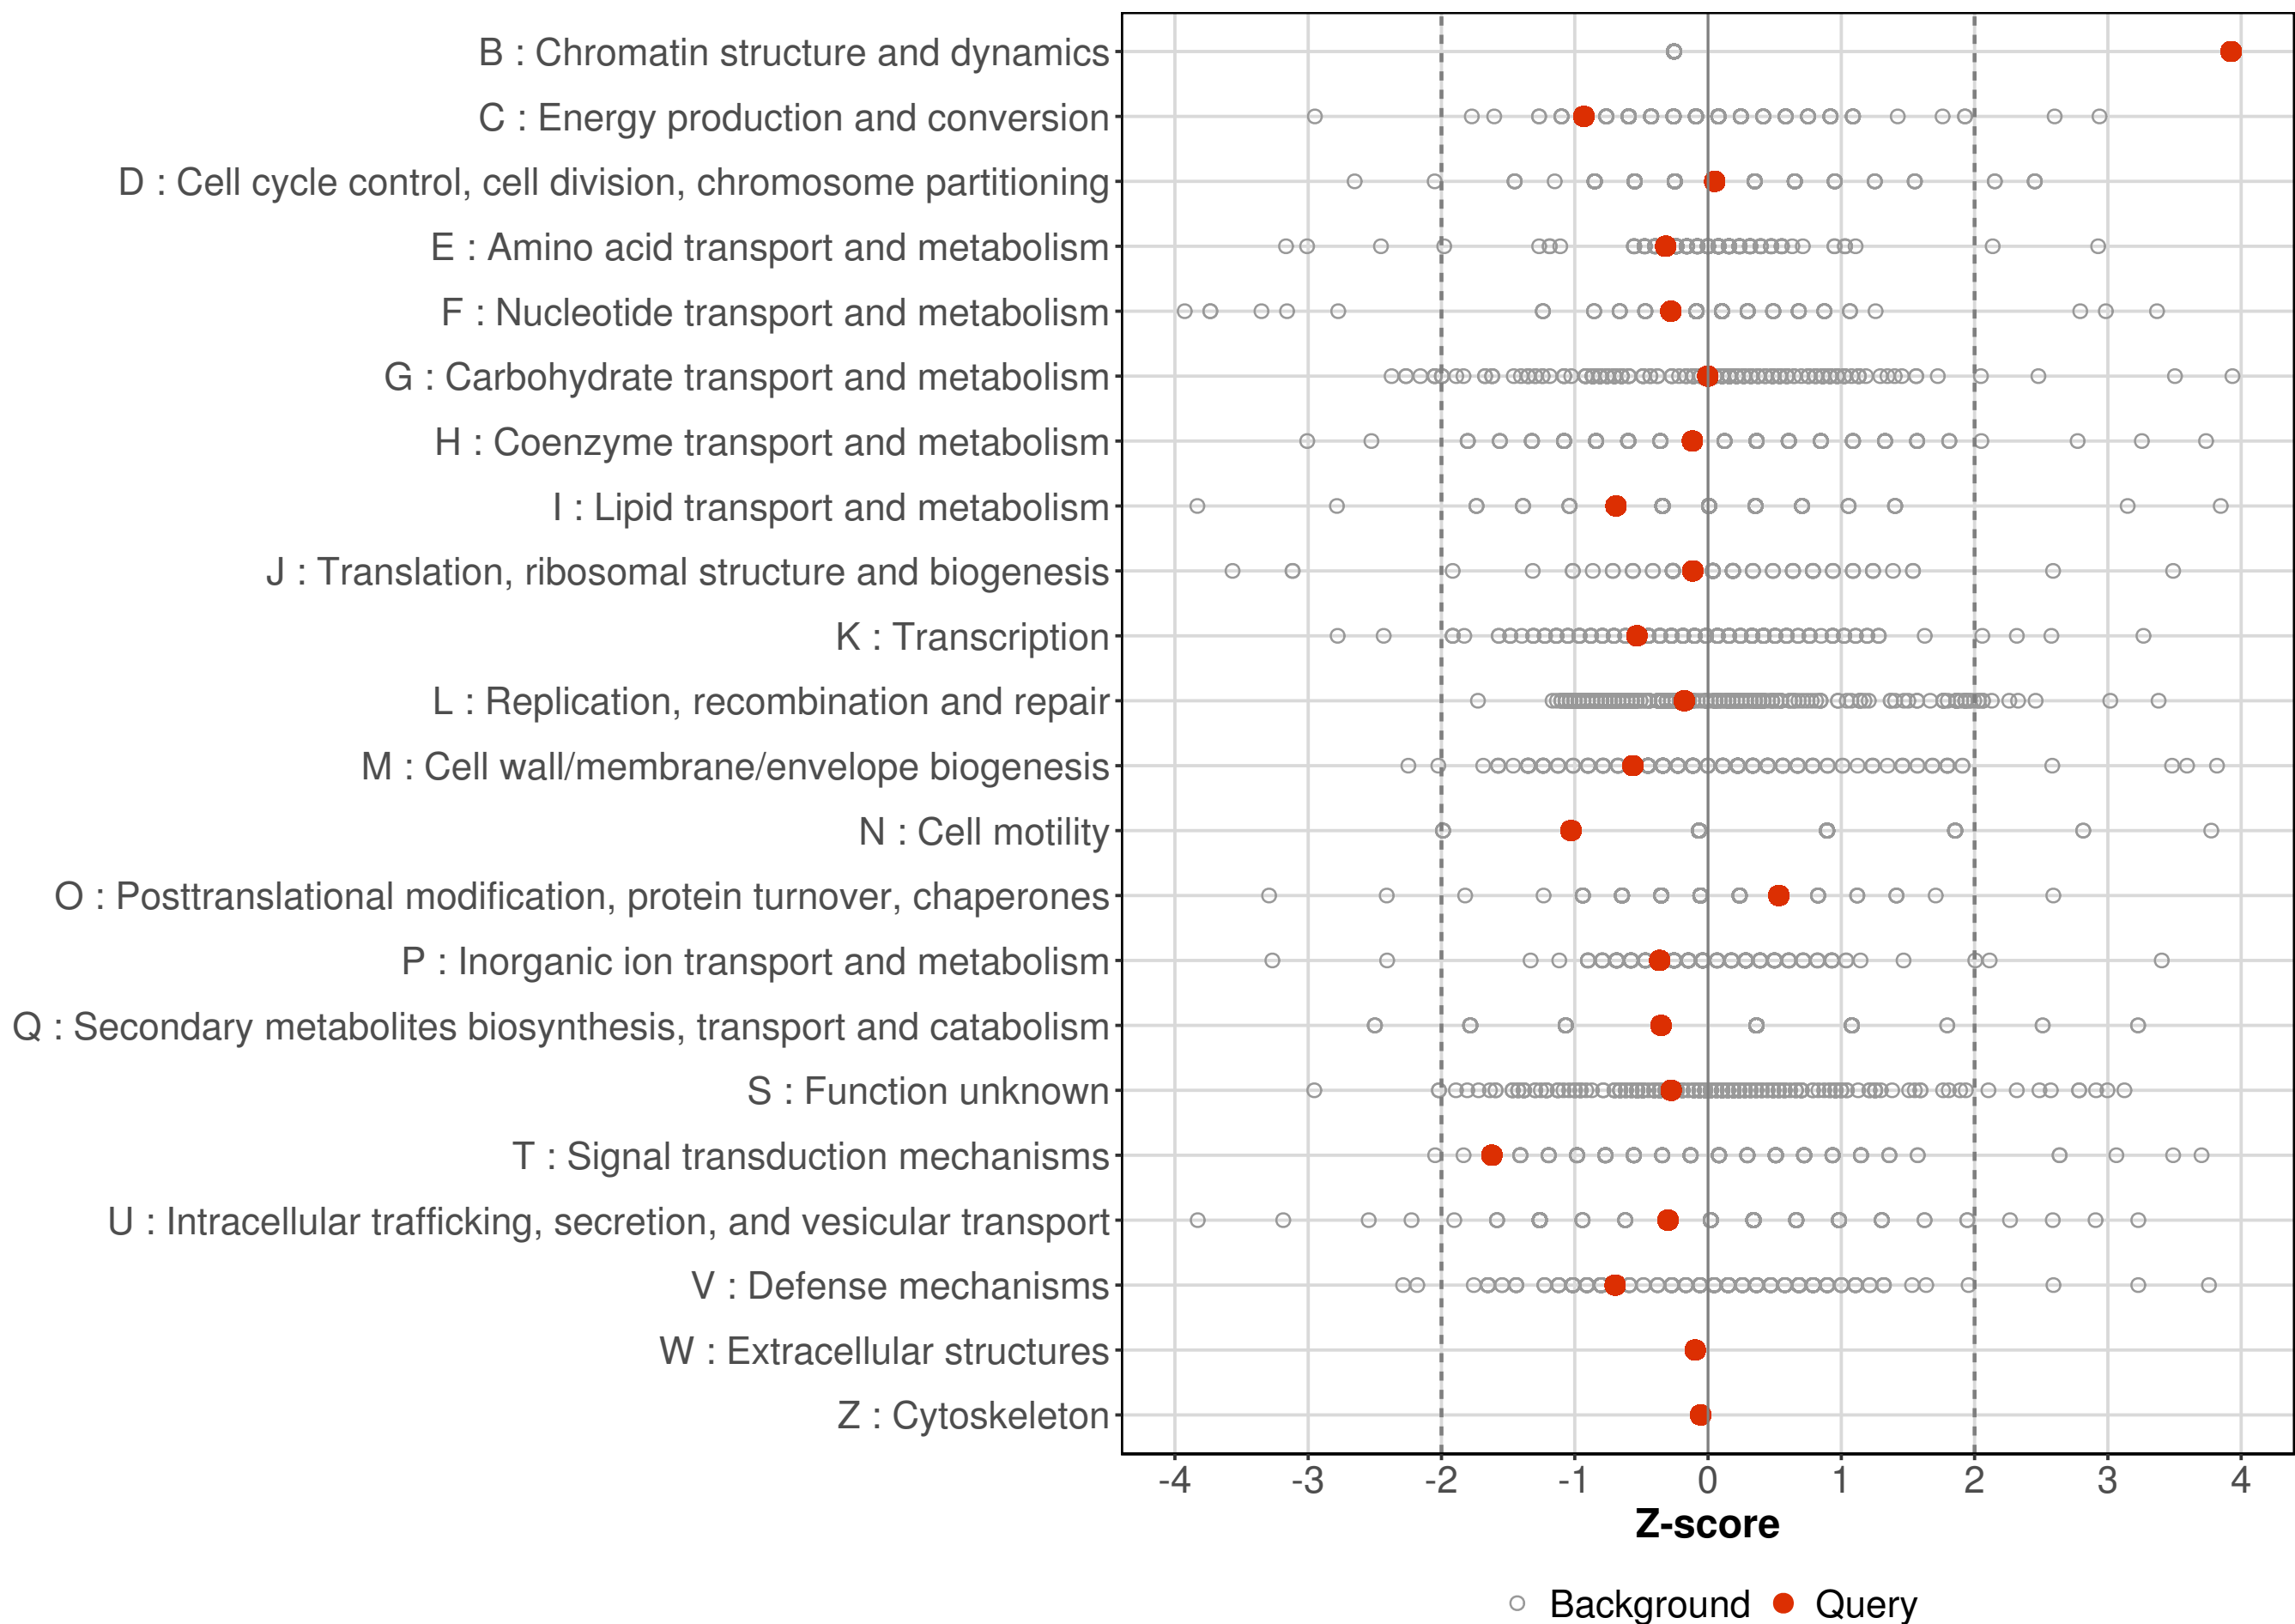 B : Chromatin structure and dynamics
C : Energy production and conversion
D : Cell cycle control, cell division, chromosome partitioning
E : Amino acid transport and metabolism
F : Nucleotide transport and metabolism
G : Carbohydrate transport and metabolism
H : Coenzyme transport and metabolism
I : Lipid transport and metabolism
J : Translation, ribosomal structure and biogenesis
K : Transcription
L : Replication, recombination and repair
M : Cell wall/membrane/envelope biogenesis
N : Cell motility
O : Posttranslational modification, protein turnover, chaperones
P : Inorganic ion transport and metabolism
Q : Secondary metabolites biosynthesis, transport and catabolism
S : Function unknown
T : Signal transduction mechanisms
U : Intracellular trafficking, secretion, and vesicular transport
V : Defense mechanisms
W : Extracellular structures
Z : Cytoskeleton
-4 -3 -2 -1 0 1 2 3 4
Z-score
Background Query